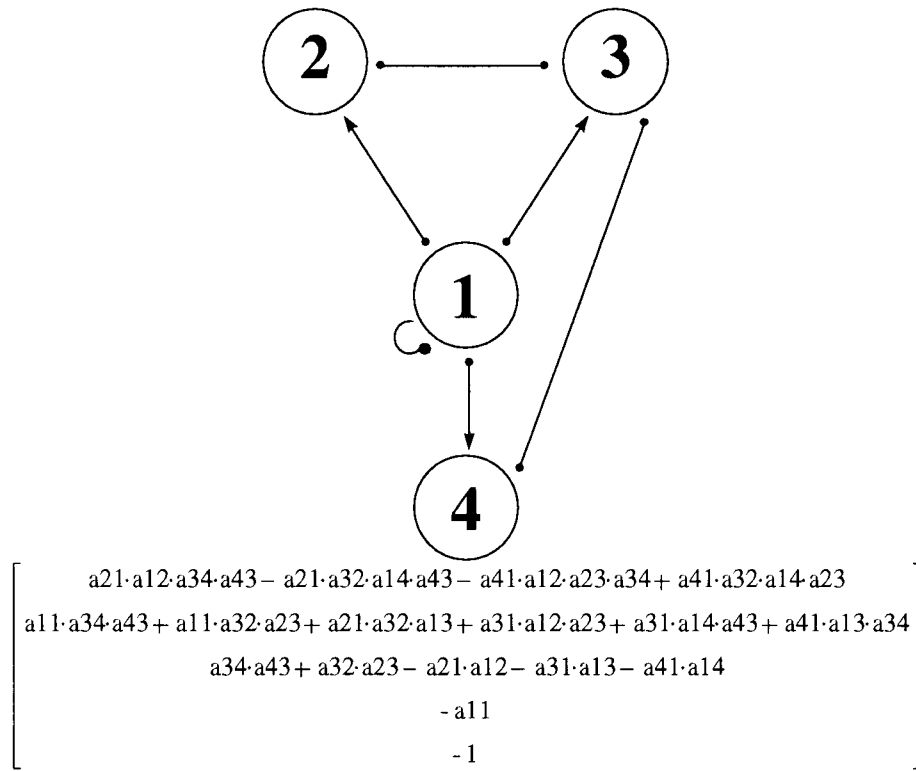 2 3
1
4
a21·a12·a34·a43 – a21·a32·a14·a43 – a41·a12·a23·a34 + a41·a32·a14·a23
a11·a34·a43 + a11·a32·a23 + a21·a32·a13 + a31·a12·a23 + a31·a14·a43 + a41·a13·a34
a34·a43 + a32·a23 – a21·a12 – a31·a13 – a41·a14
- a11
-1